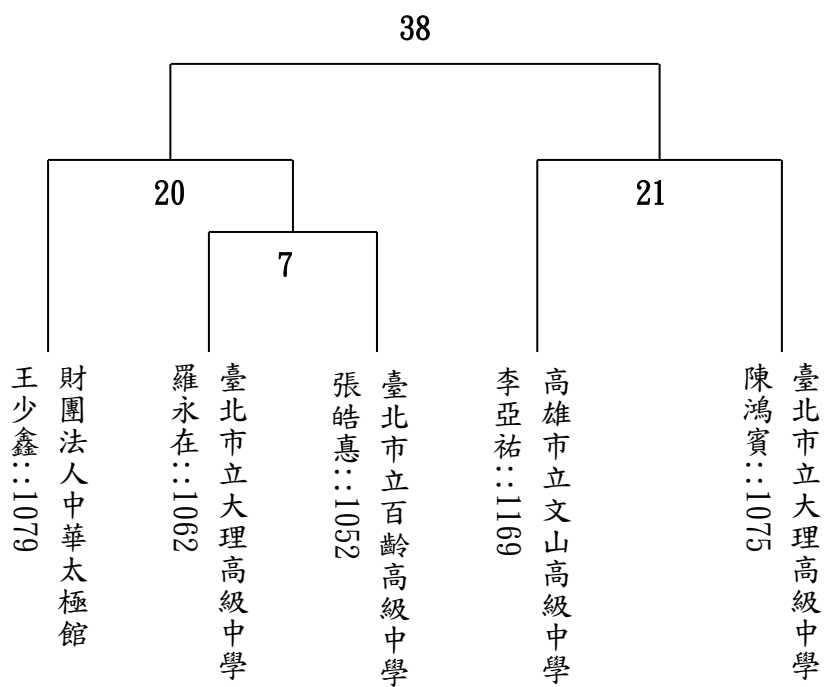 38
20
21
7
財團法人中華太極館
王少鑫::1079
臺北市立大理高級中學
羅永在::1062
臺北市立百齡高級中學
張皓惪::1052
高雄市立文山高級中學
李亞祐::1169
臺北市立大理高級中學
陳鴻賓::1075